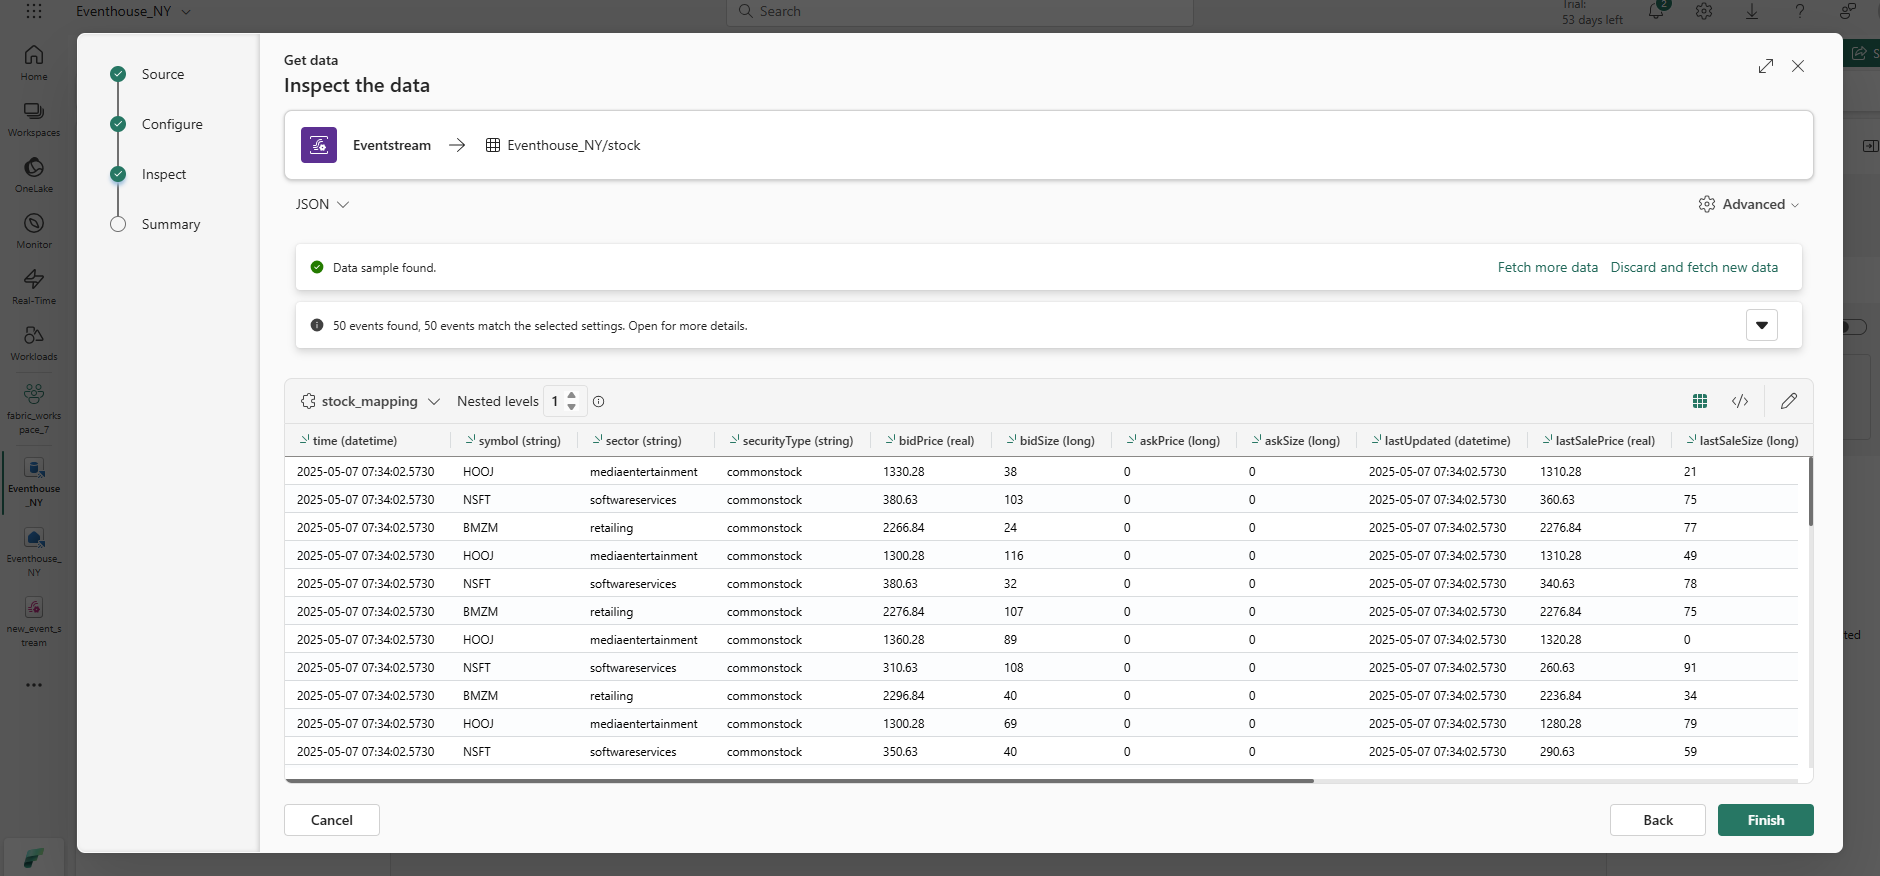 Eventhouse_NY
Search
Trial:
53 days left
2
Home
Workspaces
OneLake
Monitor
Real-Time
Workloads
fabric_works
pace_7
Eventhouse
_NY
Eventhouse_
NY
new_event_s
tream
Source
Configure
Inspect
Summary
Get data
Inspect the data
Eventstream → Eventhouse_NY/stock
JSON
Advanced
Data sample found.
Fetch more data Discard and fetch new data
50 events found, 50 events match the selected settings. Open for more details.
stock_mapping Nested levels 1
</>
time (datetime) symbol (string) sector (string) securityType (string) bidPrice (real) bidSize (long) askPrice (long) askSize (long) lastUpdated (datetime) lastSalePrice (real) lastSaleSize (long)
2025-05-07 07:34:02.5730 HOOJ mediaentertainment commonstock 1330.28 38 0 0 2025-05-07 07:34:02.5730 1310.28 21
2025-05-07 07:34:02.5730 NSFT softwareservices commonstock 380.63 103 0 0 2025-05-07 07:34:02.5730 360.63 75
2025-05-07 07:34:02.5730 BMZM retailing commonstock 2266.84 24 0 0 2025-05-07 07:34:02.5730 2276.84 77
2025-05-07 07:34:02.5730 HOOJ mediaentertainment commonstock 1300.28 116 0 0 2025-05-07 07:34:02.5730 1310.28 49
2025-05-07 07:34:02.5730 NSFT softwareservices commonstock 380.63 32 0 0 2025-05-07 07:34:02.5730 340.63 78
2025-05-07 07:34:02.5730 BMZM retailing commonstock 2276.84 107 0 0 2025-05-07 07:34:02.5730 2276.84 75
2025-05-07 07:34:02.5730 HOOJ mediaentertainment commonstock 1360.28 89 0 0 2025-05-07 07:34:02.5730 1320.28 0
2025-05-07 07:34:02.5730 NSFT softwareservices commonstock 310.63 108 0 0 2025-05-07 07:34:02.5730 260.63 91
2025-05-07 07:34:02.5730 BMZM retailing commonstock 2296.84 40 0 0 2025-05-07 07:34:02.5730 2236.84 34
2025-05-07 07:34:02.5730 HOOJ mediaentertainment commonstock 1300.28 69 0 0 2025-05-07 07:34:02.5730 1280.28 79
2025-05-07 07:34:02.5730 NSFT softwareservices commonstock 350.63 40 0 0 2025-05-07 07:34:02.5730 290.63 59
Cancel
Back
Finish